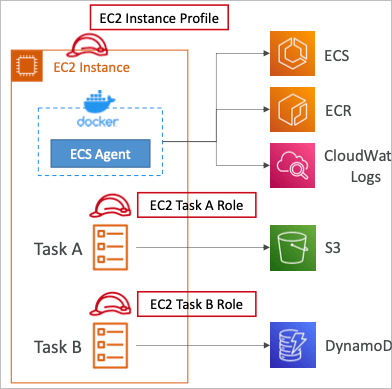 EC2 Instance Profile
EC2 Instance
docker
ECS Agent
ECS
ECR
CloudWat
Logs
EC2 Task A Role
Task A
S3
EC2 Task B Role
Task B
DynamoD